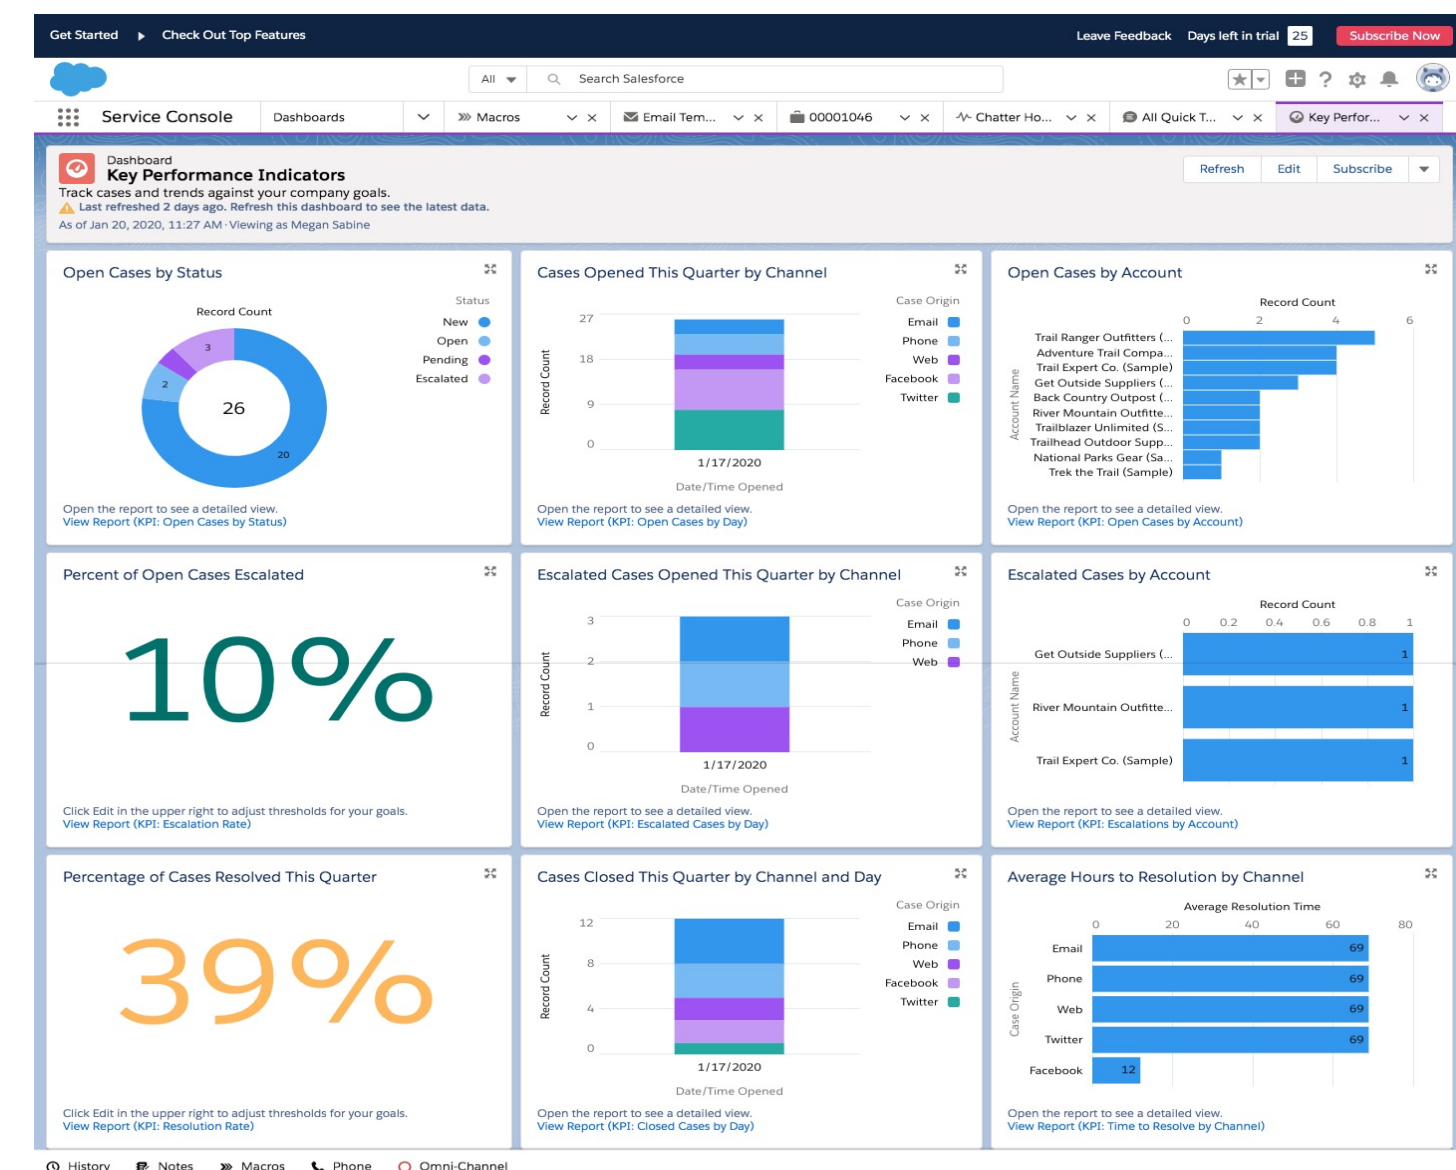 Get Started Check Out Top Features Leave Feedback Days left in trial 25 Subscribe Now
All Search Salesforce
Service Console Dashboards Macros Email Tem... 00001046 Chatter Ho... All Quick T... Key Perfor...
Dashboard
Key Performance Indicators
Track cases and trends against your company goals.
Last refreshed 2 days ago. Refresh this dashboard to see the latest data.
As of Jan 20, 2020, 11:27 AM·Viewing as Megan Sabine
Refresh Edit Subscribe
Open Cases by Status
Record Count
3
2
26
20
Status
New
Open
Pending
Escalated
Open the report to see a detailed view.
View Report (KPI: Open Cases by Status)
Cases Opened This Quarter by Channel
Record Count
27
18
9
0
1/17/2020
Date/Time Opened
Case Origin
Email
Phone
Web
Facebook
Twitter
Open the report to see a detailed view.
View Report (KPI: Open Cases by Day)
Open Cases by Account
Record Count
0 2 4 6
Account Name
Trail Ranger Outfitters (...
Adventure Trail Compa...
Trail Expert Co. (Sample)
Get Outside Suppliers (...
Back Country Outpost (...
River Mountain Outfitte...
Trailblazer Unlimited (S...
Trailhead Outdoor Supp...
National Parks Gear (Sa...
Trek the Trail (Sample)
Open the report to see a detailed view.
View Report (KPI: Open Cases by Account)
Percent of Open Cases Escalated
10%
Click Edit in the upper right to adjust thresholds for your goals.
View Report (KPI: Escalation Rate)
Escalated Cases Opened This Quarter by Channel
Record Count
3
2
1
0
1/17/2020
Date/Time Opened
Case Origin
Email
Phone
Web
Open the report to see a detailed view.
View Report (KPI: Escalated Cases by Day)
Escalated Cases by Account
Record Count
0 0.2 0.4 0.6 0.8 1
Account Name
Get Outside Suppliers (... 1
River Mountain Outfitte... 1
Trail Expert Co. (Sample) 1
Open the report to see a detailed view.
View Report (KPI: Escalations by Account)
Percentage of Cases Resolved This Quarter
39%
Click Edit in the upper right to adjust thresholds for your goals.
View Report (KPI: Resolution Rate)
Cases Closed This Quarter by Channel and Day
Record Count
12
8
4
0
1/17/2020
Date/Time Opened
Case Origin
Email
Phone
Web
Facebook
Twitter
Open the report to see a detailed view.
View Report (KPI: Closed Cases by Day)
Average Hours to Resolution by Channel
Average Resolution Time
0 20 40 60 80
Case Origin
Email 69
Phone 69
Web 69
Twitter 69
Facebook 12
Open the report to see a detailed view.
View Report (KPI: Time to Resolve by Channel)
History Notes Macros Phone Omni-Channel